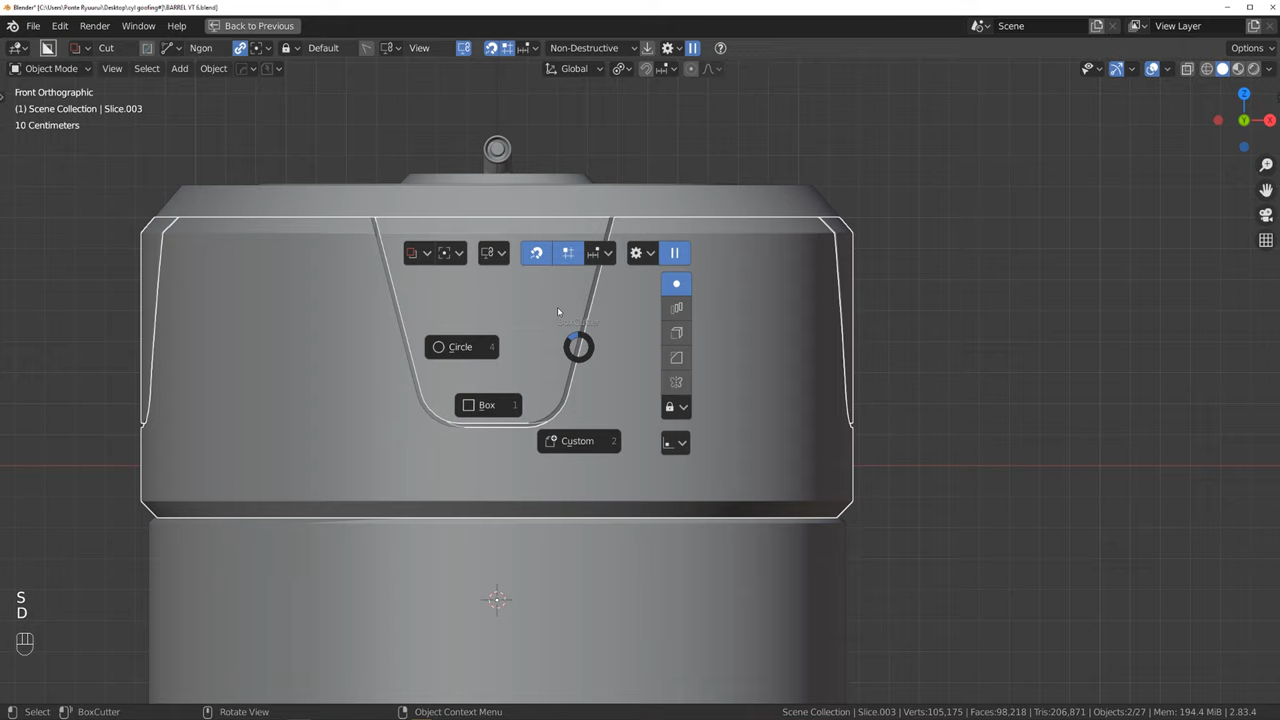 Blender* [C:\Users\Ponte Ryuurui\Desktop\cyl goofing#]\BARREL YT 6.blend]
File Edit Render Window Help Back to Previous Scene View Layer
Cut Ngon Default View Non-Destructive Options
Object Mode View Select Add Object Global
Front Orthographic
(1) Scene Collection | Slice.003
10 Centimeters
Z
Y
X
Circle 4
Box 1
Custom 2
S
D
Select BoxCutter Rotate View Object Context Menu Scene Collection | Slice.003 | Verts:105,175 | Faces:98,218 | Tris:206,871 | Objects:2/27 | Mem: 194.4 MiB | 2.83.4